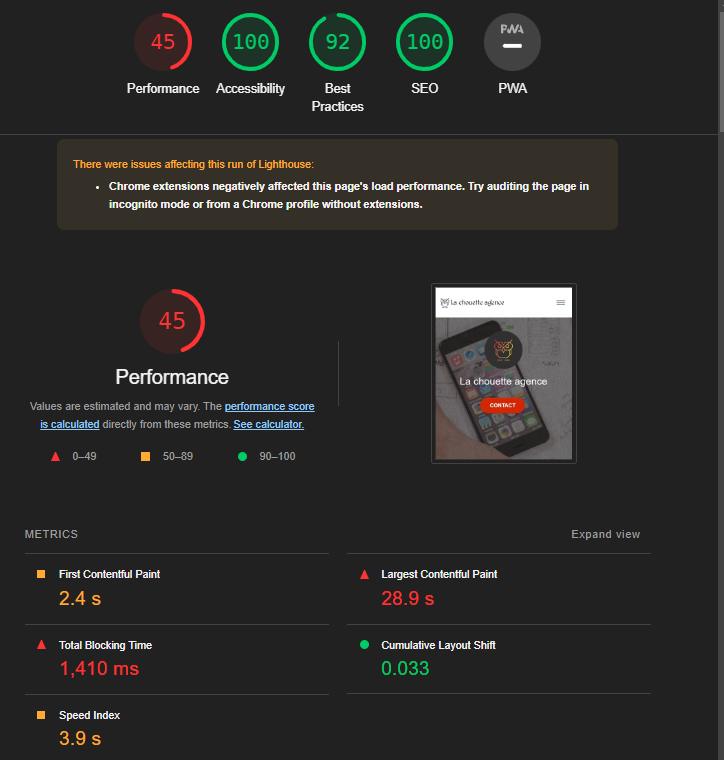 45
100
92
100
PWA
Performance
Accessibility
Best
Practices
SEO
PWA
There were issues affecting this run of Lighthouse:
• Chrome extensions negatively affected this page's load performance. Try auditing the page in
incognito mode or from a Chrome profile without extensions.
45
Performance
Values are estimated and may vary. The performance score
is calculated directly from these metrics. See calculator.
0–49
50–89
90–100
La chouette agence
La chouette agence
CONTACT
METRICS
Expand view
First Contentful Paint
2.4 s
Largest Contentful Paint
28.9 s
Total Blocking Time
1,410 ms
Cumulative Layout Shift
0.033
Speed Index
3.9 s